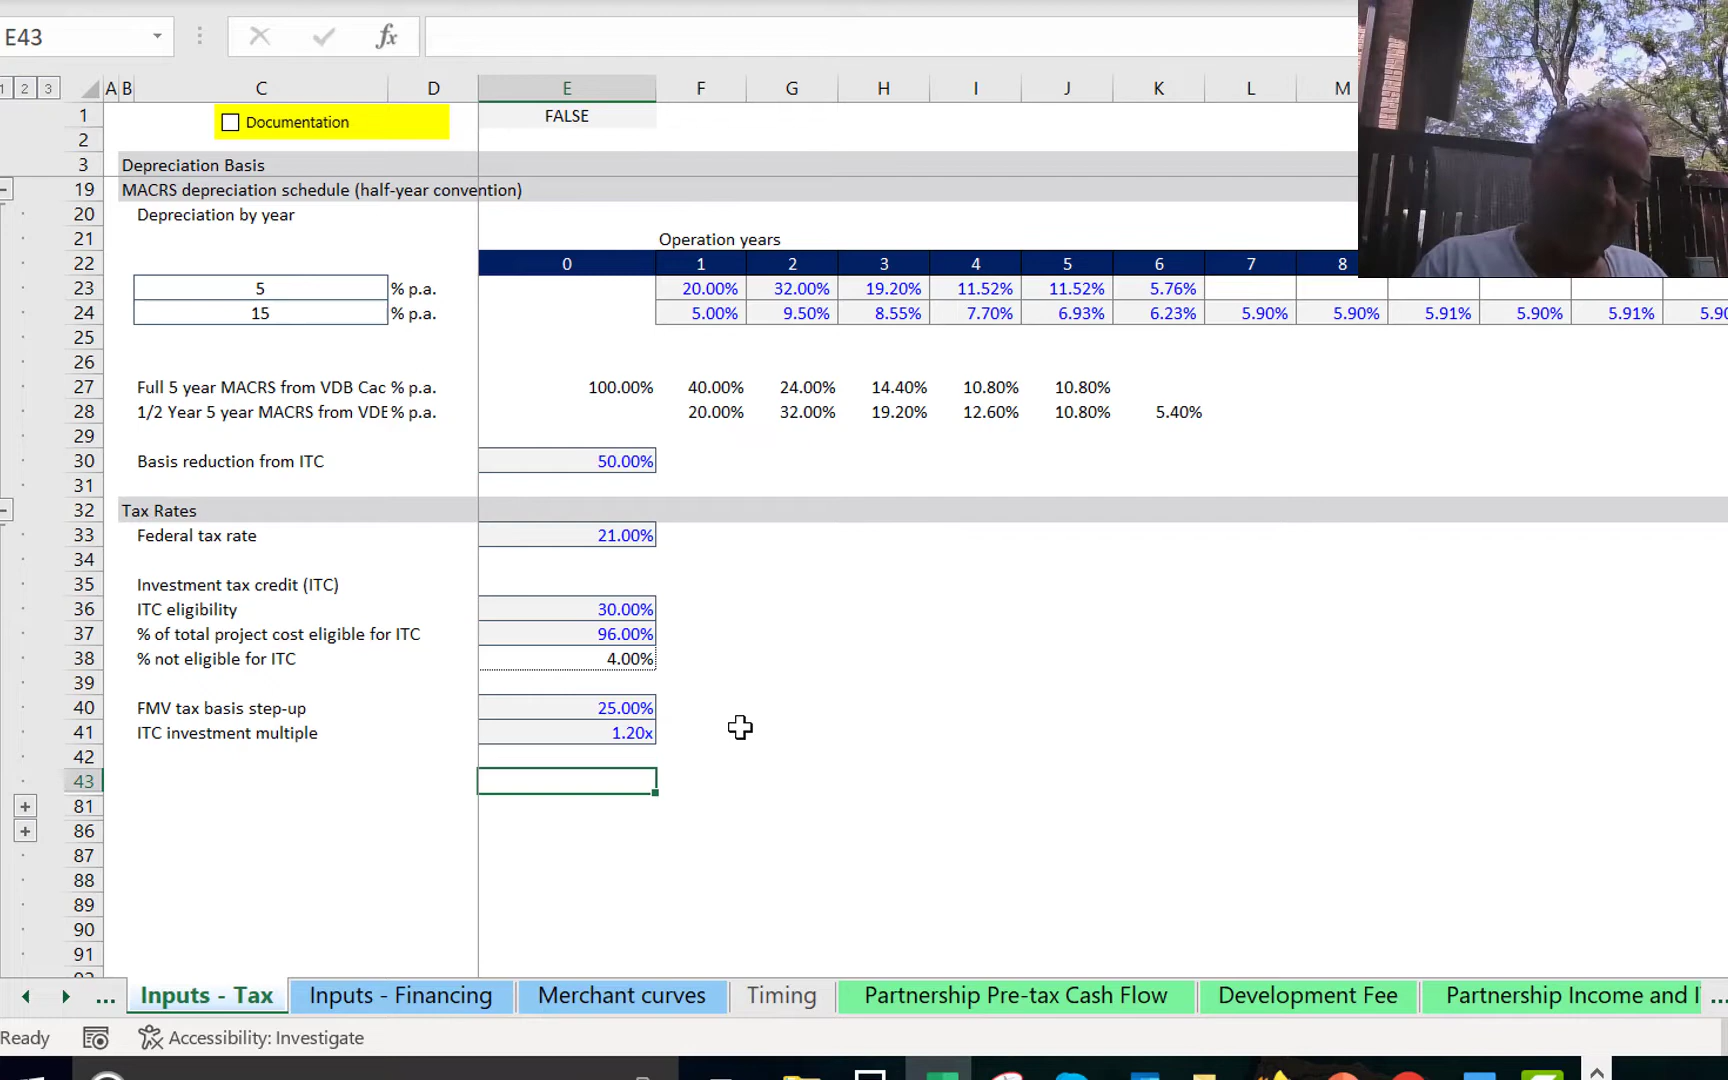 E43 fx
1 2 3 A B C D E F G H I J K L M
1 Documentation FALSE
2
3 Depreciation Basis
19 MACRS depreciation schedule (half-year convention)
20 Depreciation by year
21 Operation years
22 0 1 2 3 4 5 6 7 8
23 5 % p.a. 20.00% 32.00% 19.20% 11.52% 11.52% 5.76%
24 15 % p.a. 5.00% 9.50% 8.55% 7.70% 6.93% 6.23% 5.90% 5.90% 5.91% 5.90% 5.91% 5.90
25
26
27 Full 5 year MACRS from VDB Cac % p.a. 100.00% 40.00% 24.00% 14.40% 10.80% 10.80%
28 1/2 Year 5 year MACRS from VDE % p.a. 20.00% 32.00% 19.20% 12.60% 10.80% 5.40%
29
30 Basis reduction from ITC 50.00%
31
32 Tax Rates
33 Federal tax rate 21.00%
34
35 Investment tax credit (ITC)
36 ITC eligibility 30.00%
37 % of total project cost eligible for ITC 96.00%
38 % not eligible for ITC 4.00%
39
40 FMV tax basis step-up 25.00%
41 ITC investment multiple 1.20x
42
43
81
86
87
88
89
90
91
... Inputs - Tax Inputs - Financing Merchant curves Timing Partnership Pre-tax Cash Flow Development Fee Partnership Income and I ...
Ready Accessibility: Investigate